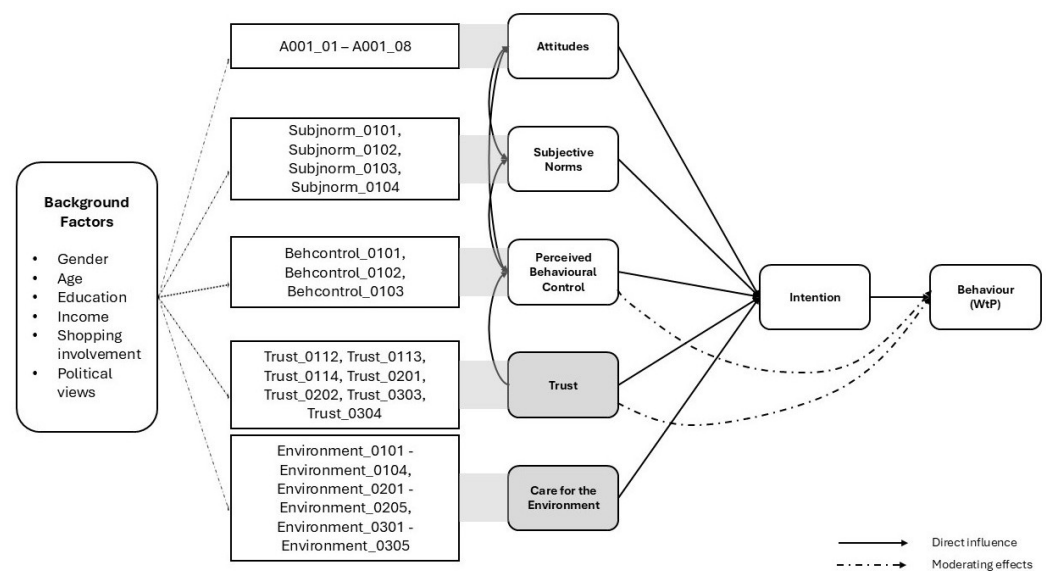 Background
Factors
• Gender
• Age
• Education
• Income
• Shopping
involvement
• Political
views
A001_01 – A001_08
Subjnorm_0101,
Subjnorm_0102,
Subjnorm_0103,
Subjnorm_0104
Behcontrol_0101,
Behcontrol_0102,
Behcontrol_0103
Trust_0112, Trust_0113,
Trust_0114, Trust_0201,
Trust_0202, Trust_0303,
Trust_0304
Environment_0101 -
Environment_0104,
Environment_0201 -
Environment_0205,
Environment_0301 -
Environment_0305
Attitudes
Subjective
Norms
Perceived
Behavioural
Control
Trust
Care for the
Environment
Intention
Behaviour
(WtP)
Direct influence
Moderating effects